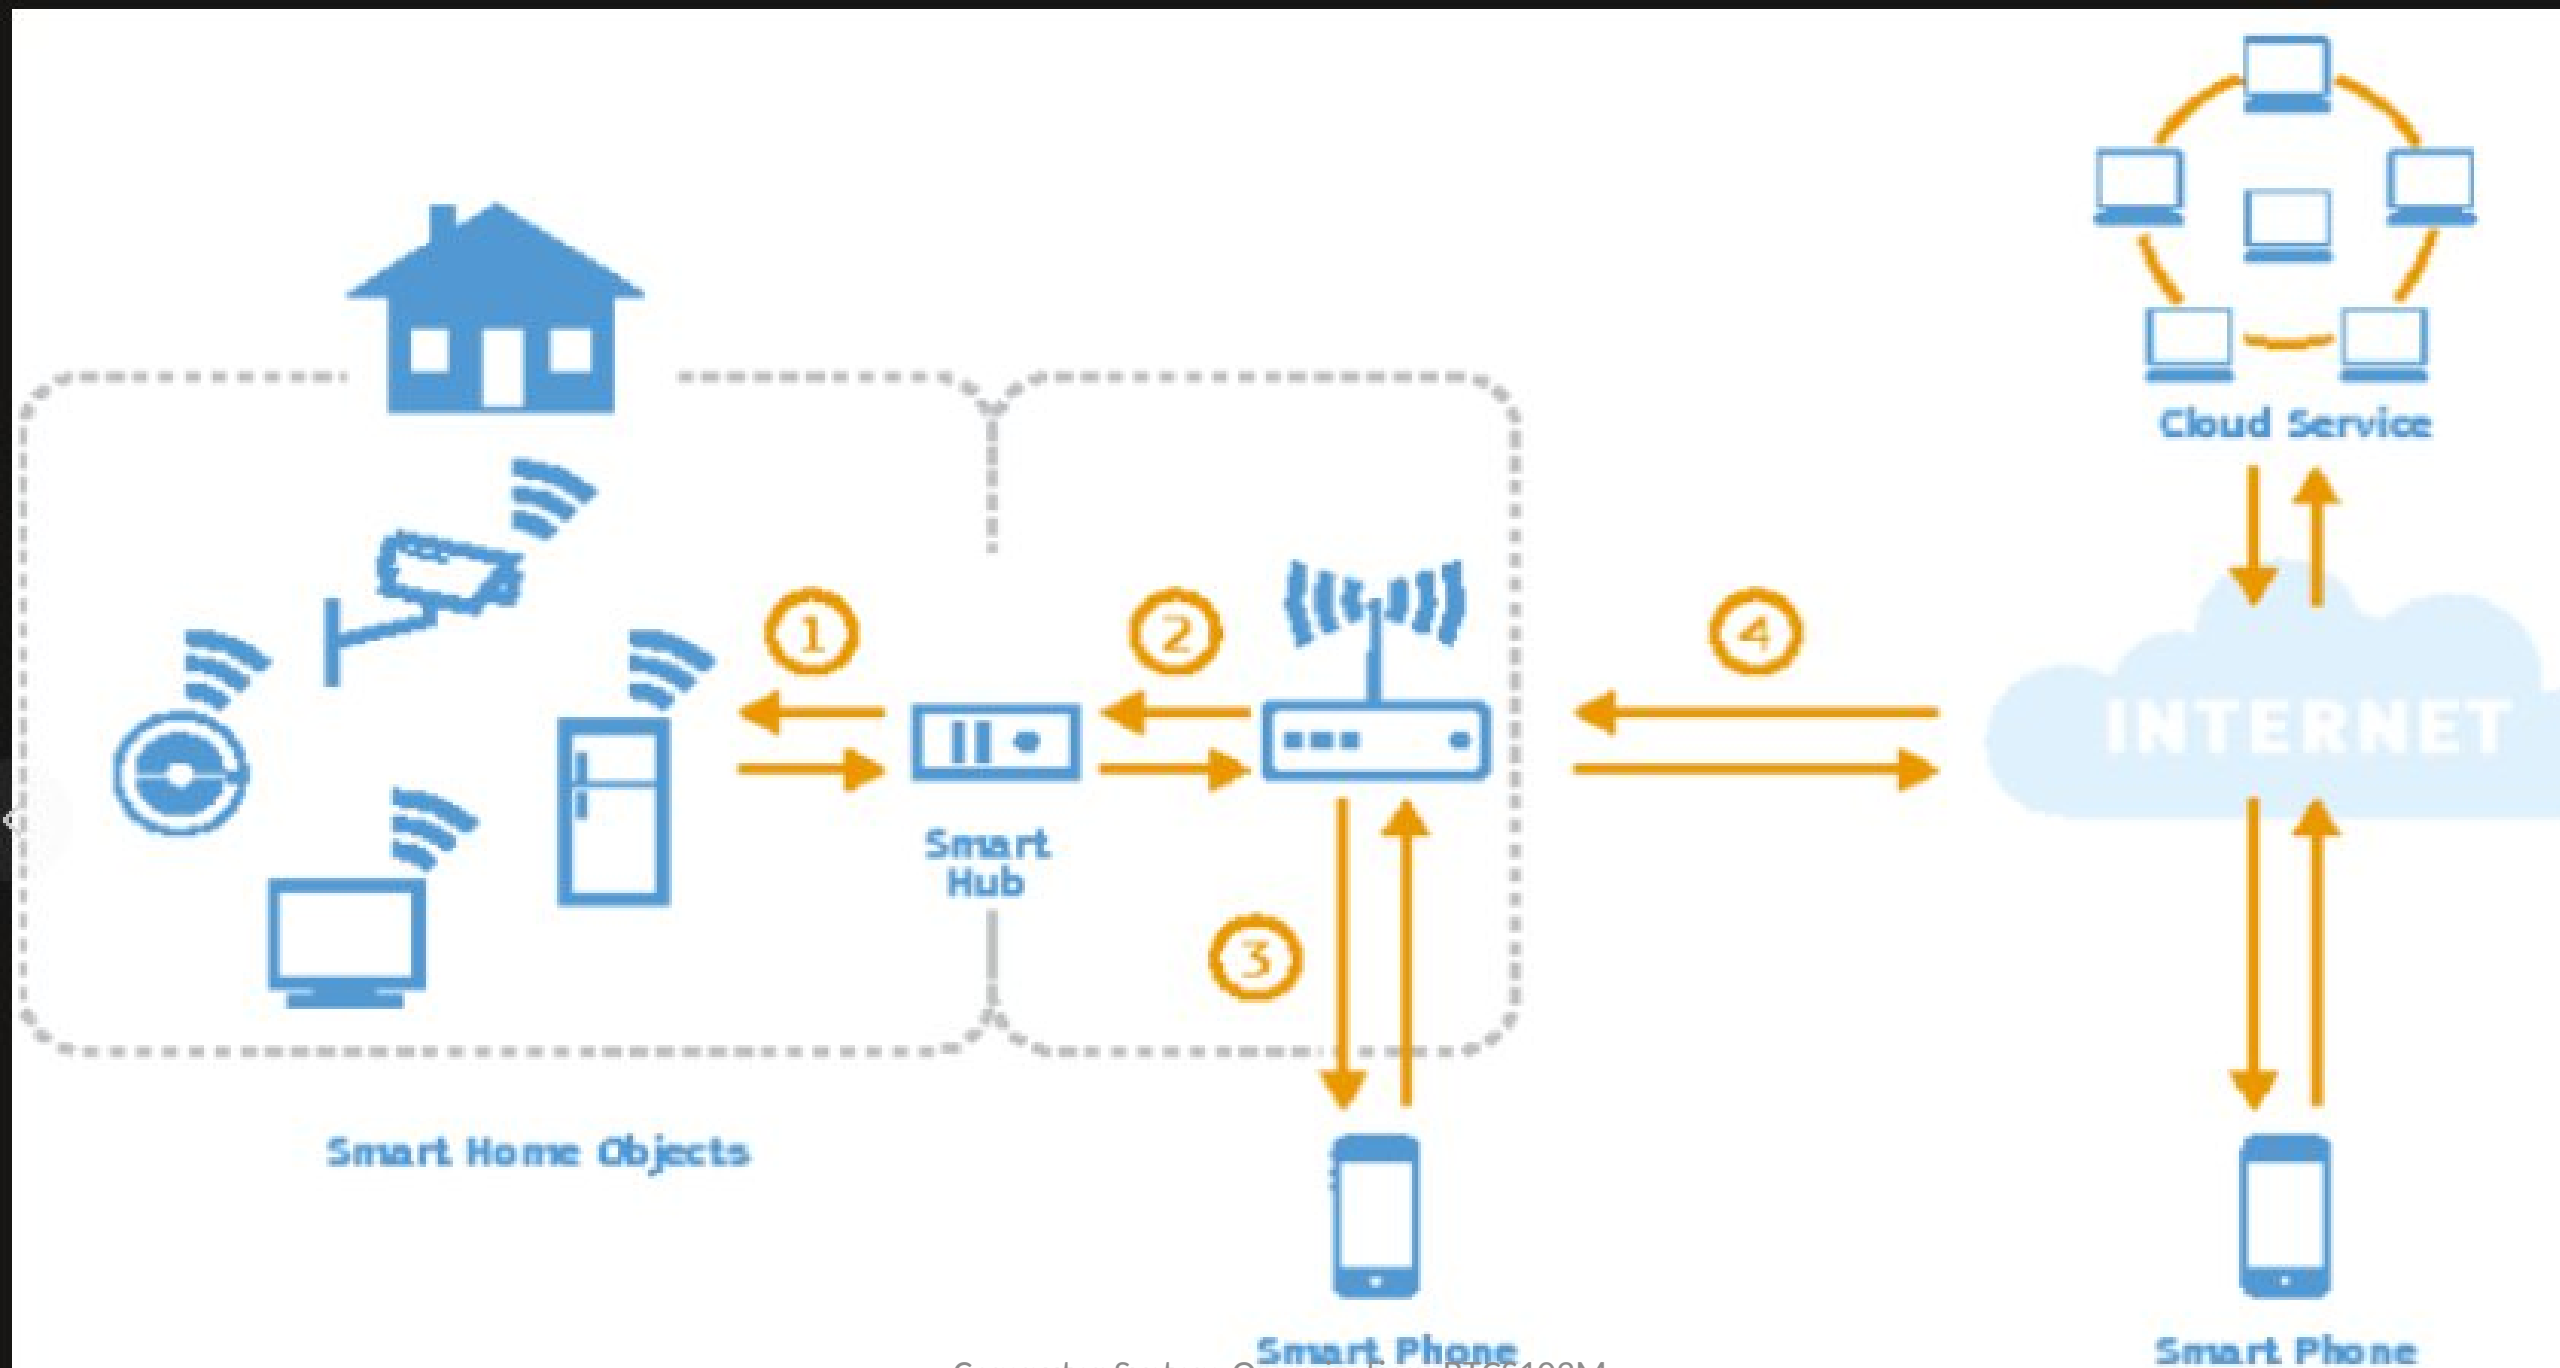 Cloud Service
1
2
4
INTERNET
Smart
Hub
3
Smart Home Objects
Smart Phone
Smart Phone